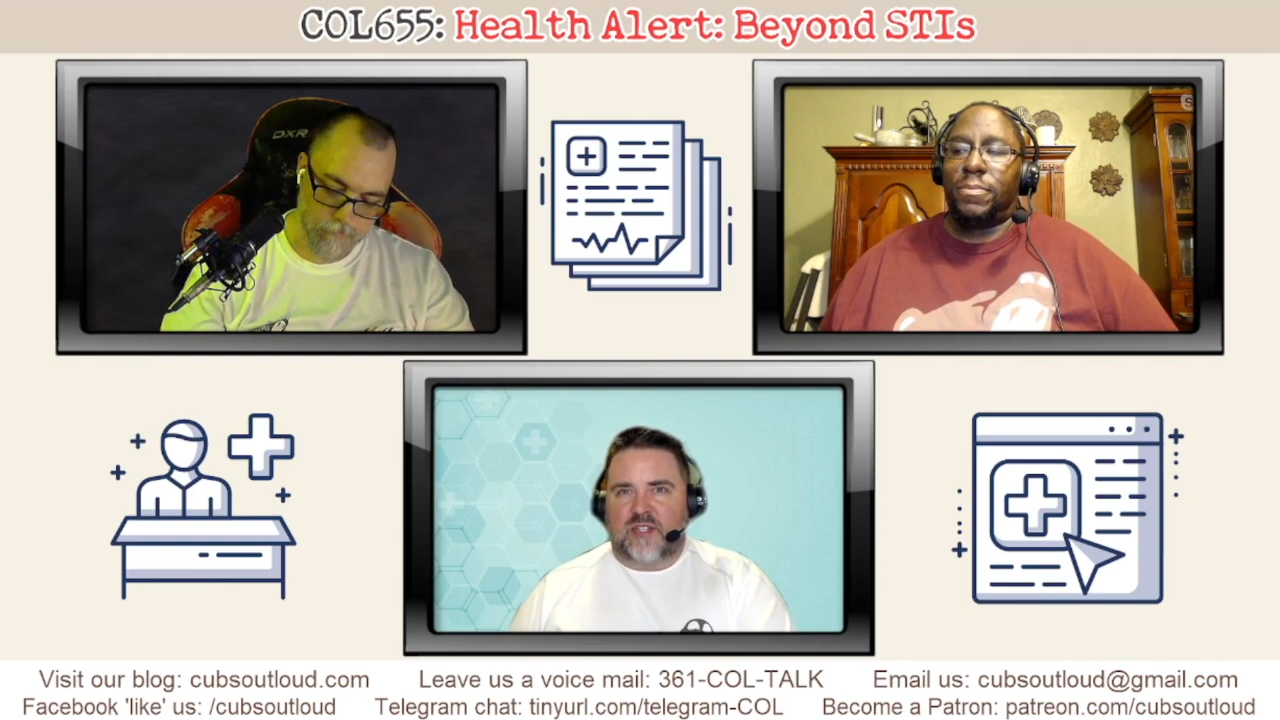 COL655: Health Alert: Beyond STIs
DXR
S
Visit our blog: cubsoutloud.com Leave us a voice mail: 361-COL-TALK Email us: cubsoutloud@gmail.com
Facebook 'like' us: /cubsoutloud Telegram chat: tinyurl.com/telegram-COL Become a Patron: patreon.com/cubsoutloud